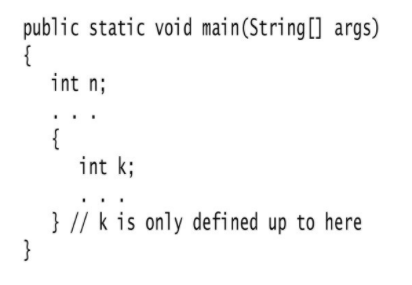 public static void main(String[] args)
{
int n;
. . .
{
int k;
. . .
} // k is only defined up to here
}